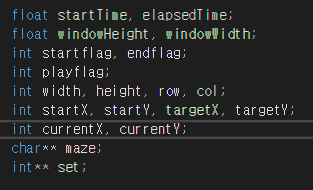 float startTime, elapsedTime;
float windowHeight, windowWidth;
int startflag, endflag;
int playflag;
int width, height, row, col;
int startX, startY, targetX, targetY;
int currentX, currentY;
char** maze;
int** set;